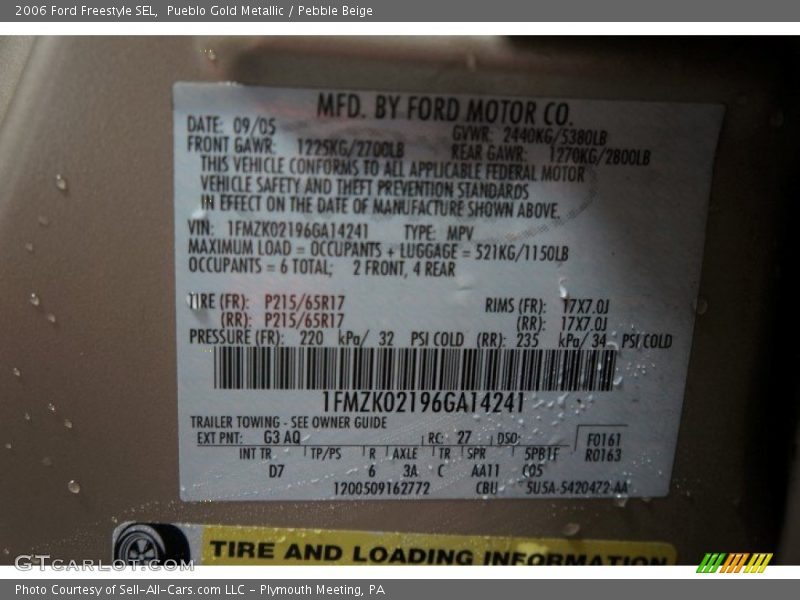 2006 Ford Freestyle SEL, Pueblo Gold Metallic / Pebble Beige
MFD. BY FORD MOTOR CO.
DATE: 09/05 GVWR: 2440KG/5380LB
FRONT GAWR: 1225KG/2700LB REAR GAWR: 1270KG/2800LB
THIS VEHICLE CONFORMS TO ALL APPLICABLE FEDERAL MOTOR
VEHICLE SAFETY AND THEFT PREVENTION STANDARDS
IN EFFECT ON THE DATE OF MANUFACTURE SHOWN ABOVE.
VIN: 1FMZK02196GA14241 TYPE: MPV
MAXIMUM LOAD = OCCUPANTS + LUGGAGE = 521KG/1150LB
OCCUPANTS = 6 TOTAL; 2 FRONT, 4 REAR
TIRE (FR): P215/65R17 RIMS (FR): 17X7.0J
(RR): P215/65R17 (RR): 17X7.0J
PRESSURE (FR): 220 kPa/ 32 PSI COLD (RR): 235 kPa/ 34 PSI COLD
1FMZK02196GA14241
TRAILER TOWING - SEE OWNER GUIDE
EXT PNT: G3 AQ RC: 27 DSO: F0161
INT TR TP/PS R AXLE TR SPR 5PB1F R0163
D7 6 3A C AA11 C05
1200509162772 CBU 5U5A-5420472-AA
TIRE AND LOADING INFORMATION
GTcarlot.com
Photo Courtesy of Sell-All-Cars.com LLC - Plymouth Meeting, PA